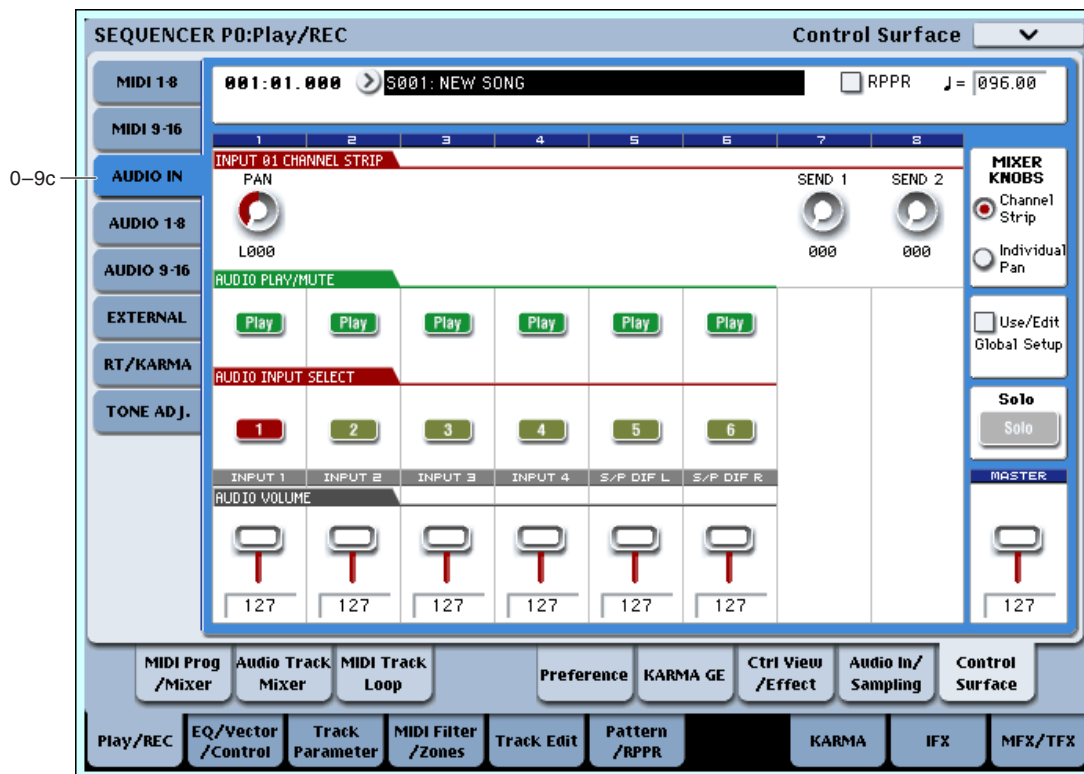 SEQUENCER P0:Play/REC Control Surface
MIDI 1-8
001:01.000 S001: NEW SONG RPPR ♩= 096.00
MIDI 9-16
1 2 3 4 5 6 7 8
0–9c
AUDIO IN
INPUT 01 CHANNEL STRIP
PAN SEND 1 SEND 2
L000 000 000
MIXER KNOBS
Channel Strip
Individual Pan
AUDIO 1-8
AUDIO 9-16
AUDIO PLAY/MUTE
EXTERNAL
Play Play Play Play Play Play
Use/Edit
Global Setup
RT/KARMA
AUDIO INPUT SELECT
TONE ADJ.
1 2 3 4 5 6
Solo
Solo
INPUT 1 INPUT 2 INPUT 3 INPUT 4 S/P DIF L S/P DIF R MASTER
AUDIO VOLUME
127 127 127 127 127 127 127
MIDI Prog /Mixer
Audio Track Mixer
MIDI Track Loop
Preference
KARMA GE
Ctrl View /Effect
Audio In/ Sampling
Control Surface
Play/REC
EQ/Vector /Control
Track Parameter
MIDI Filter /Zones
Track Edit
Pattern /RPPR
KARMA
IFX
MFX/TFX